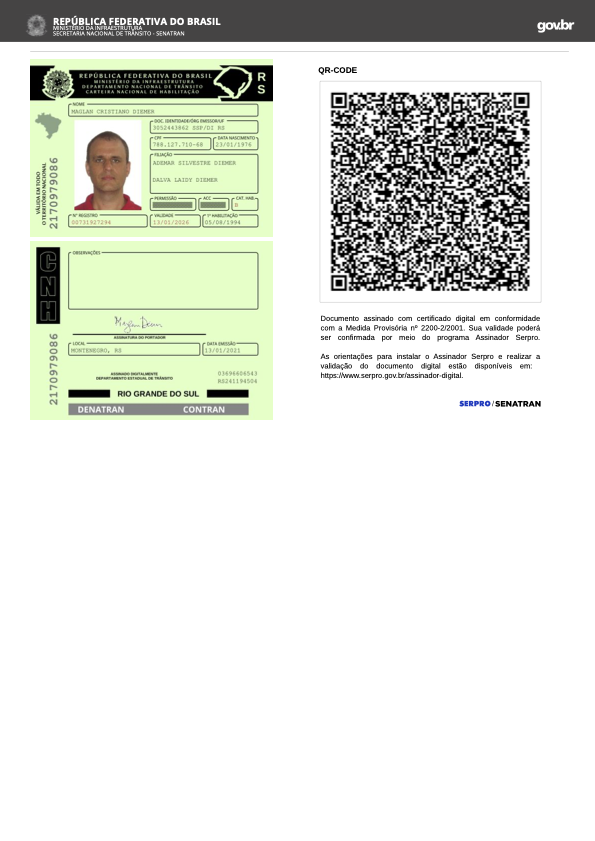 REPÚBLICA FEDERATIVA DO BRASIL
MINISTÉRIO DA INFRAESTRUTURA
SECRETARIA NACIONAL DE TRÂNSITO - SENATRAN
gov.br
REPÚBLICA FEDERATIVA DO BRASIL
MINISTÉRIO DA INFRAESTRUTURA
DEPARTAMENTO NACIONAL DE TRÂNSITO
CARTEIRA NACIONAL DE HABILITAÇÃO
RS
NOME
MAGLAN CRISTIANO DIEMER
DOC. IDENTIDADE/ÓRG EMISSOR/UF
3052443862 SSP/DI RS
CPF
DATA NASCIMENTO
788.127.710-68
23/01/1976
FILIAÇÃO
ADEMAR SILVESTRE DIEMER
DALVA LAIDY DIEMER
PERMISSÃO
ACC
CAT. HAB.
B
Nº REGISTRO
VALIDADE
1ª HABILITAÇÃO
00731827294
13/01/2026
05/08/1994
VÁLIDA EM TODO
O TERRITÓRIO NACIONAL
2170979086
CNH
OBSERVAÇÕES
ASSINATURA DO PORTADOR
LOCAL
DATA EMISSÃO
MONTENEGRO, RS
13/01/2021
ASSINADO DIGITALMENTE
DEPARTAMENTO ESTADUAL DE TRÂNSITO
03696606543
RS241194504
2170979086
RIO GRANDE DO SUL
DENATRAN CONTRAN
QR-CODE
Documento assinado com certificado digital em conformidade
com a Medida Provisória nº 2200-2/2001. Sua validade poderá
ser confirmada por meio do programa Assinador Serpro.
As orientações para instalar o Assinador Serpro e realizar a
validação do documento digital estão disponíveis em:
https://www.serpro.gov.br/assinador-digital.
SERPRO / SENATRAN